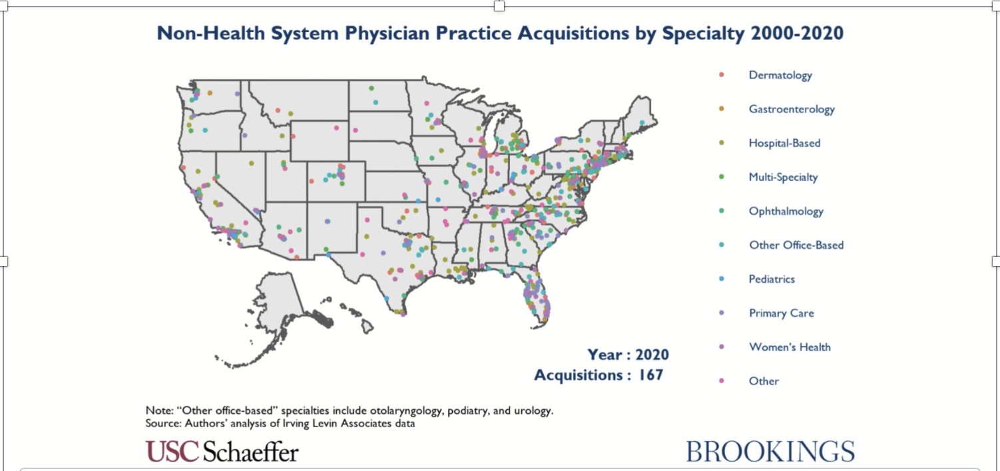 Non-Health System Physician Practice Acquisitions by Specialty 2000-2020
Dermatology
Gastroenterology
Hospital-Based
Multi-Specialty
Ophthalmology
Other Office-Based
Pediatrics
Primary Care
Women's Health
Other
Year : 2020
Acquisitions : 167
Note: “Other office-based” specialties include otolaryngology, podiatry, and urology.
Source: Authors’ analysis of Irving Levin Associates data
USC Schaeffer
BROOKINGS